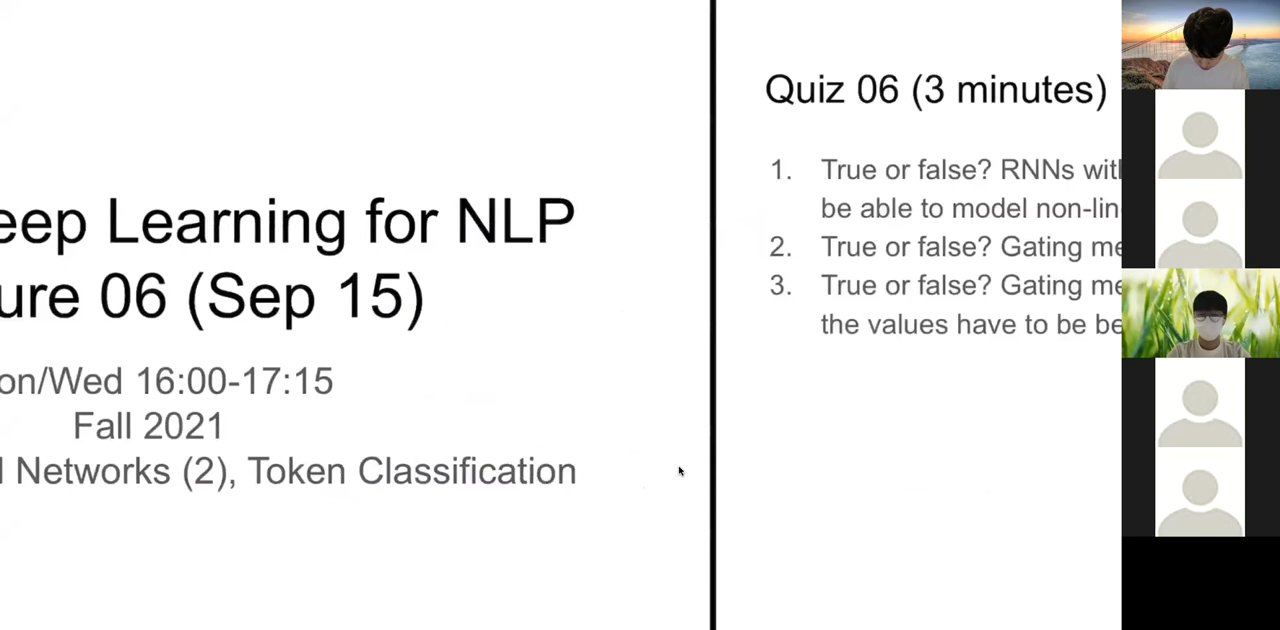 eep Learning for NLP
ure 06 (Sep 15)
on/Wed 16:00-17:15
Fall 2021
l Networks (2), Token Classification
Quiz 06 (3 minutes)
1. True or false? RNNs with
be able to model non-lin
2. True or false? Gating me
3. True or false? Gating me
the values have to be be